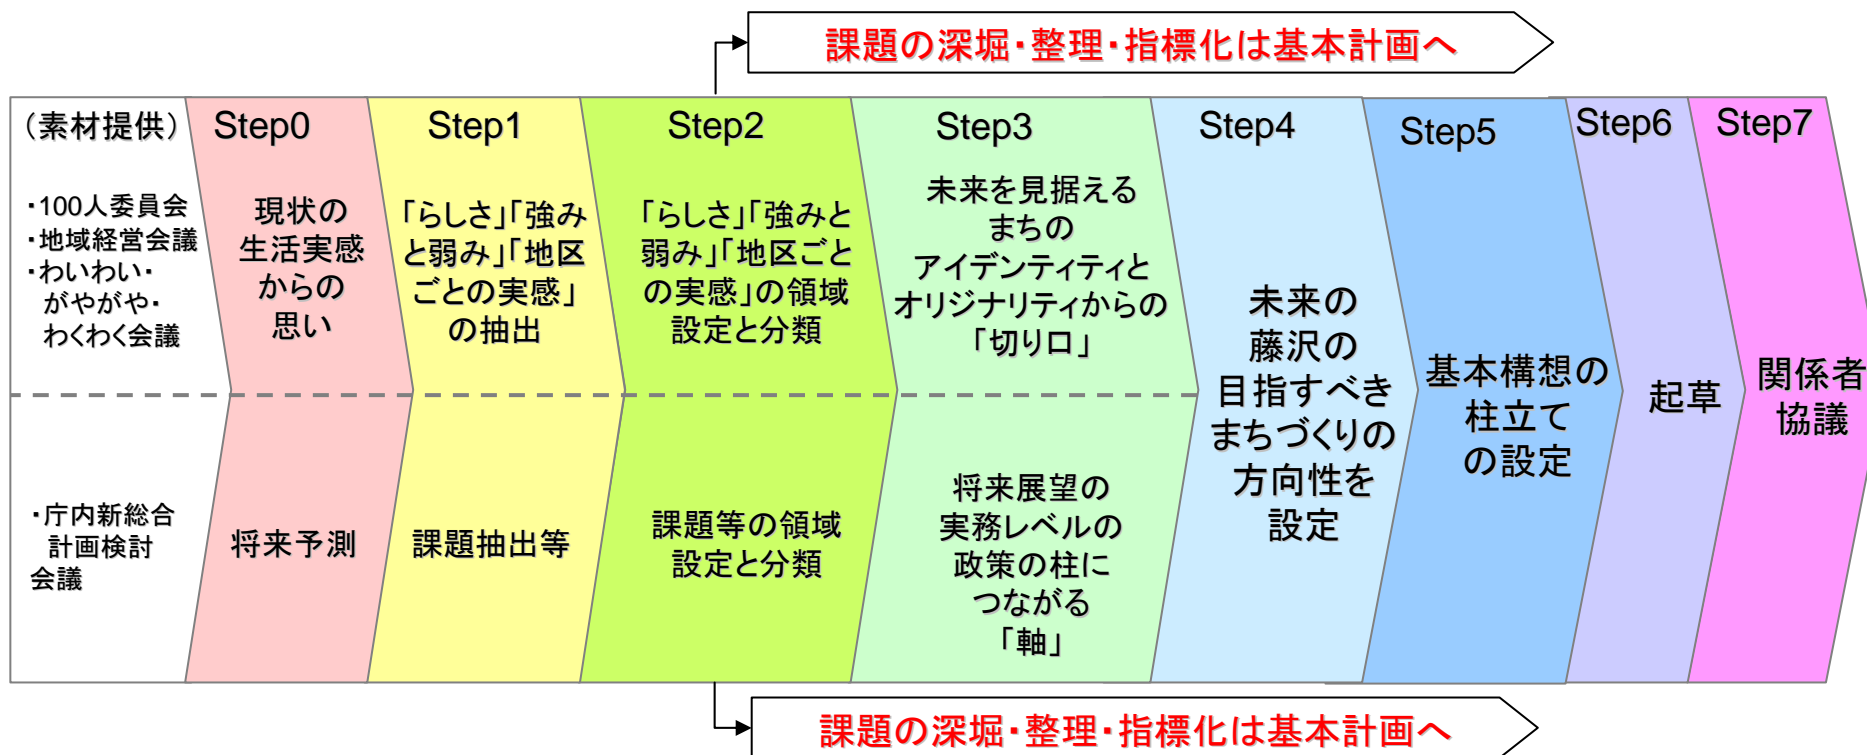 課題の深堀・整理・指標化は基本計画へ
（素材提供）
・100人委員会
・地域経営会議
・わいわい・
がやがや・
わくわく会議
・庁内新総合
計画検討
会議
Step0
現状の
生活実感
からの
思い
将来予測
Step1
「らしさ」「強み
と弱み」「地区
ごとの実感」
の抽出
課題抽出等
Step2
「らしさ」「強みと
弱み」「地区ごと
の実感」の領域
設定と分類
課題等の領域
設定と分類
Step3
未来を見据える
まちの
アイデンティティと
オリジナリティからの
「切り口」
将来展望の
実務レベルの
政策の柱に
つながる
「軸」
Step4
未来の
藤沢の
目指すべき
まちづくりの
方向性を
設定
Step5
基本構想の
柱立て
の設定
Step6
起草
Step7
関係者
協議
課題の深堀・整理・指標化は基本計画へ